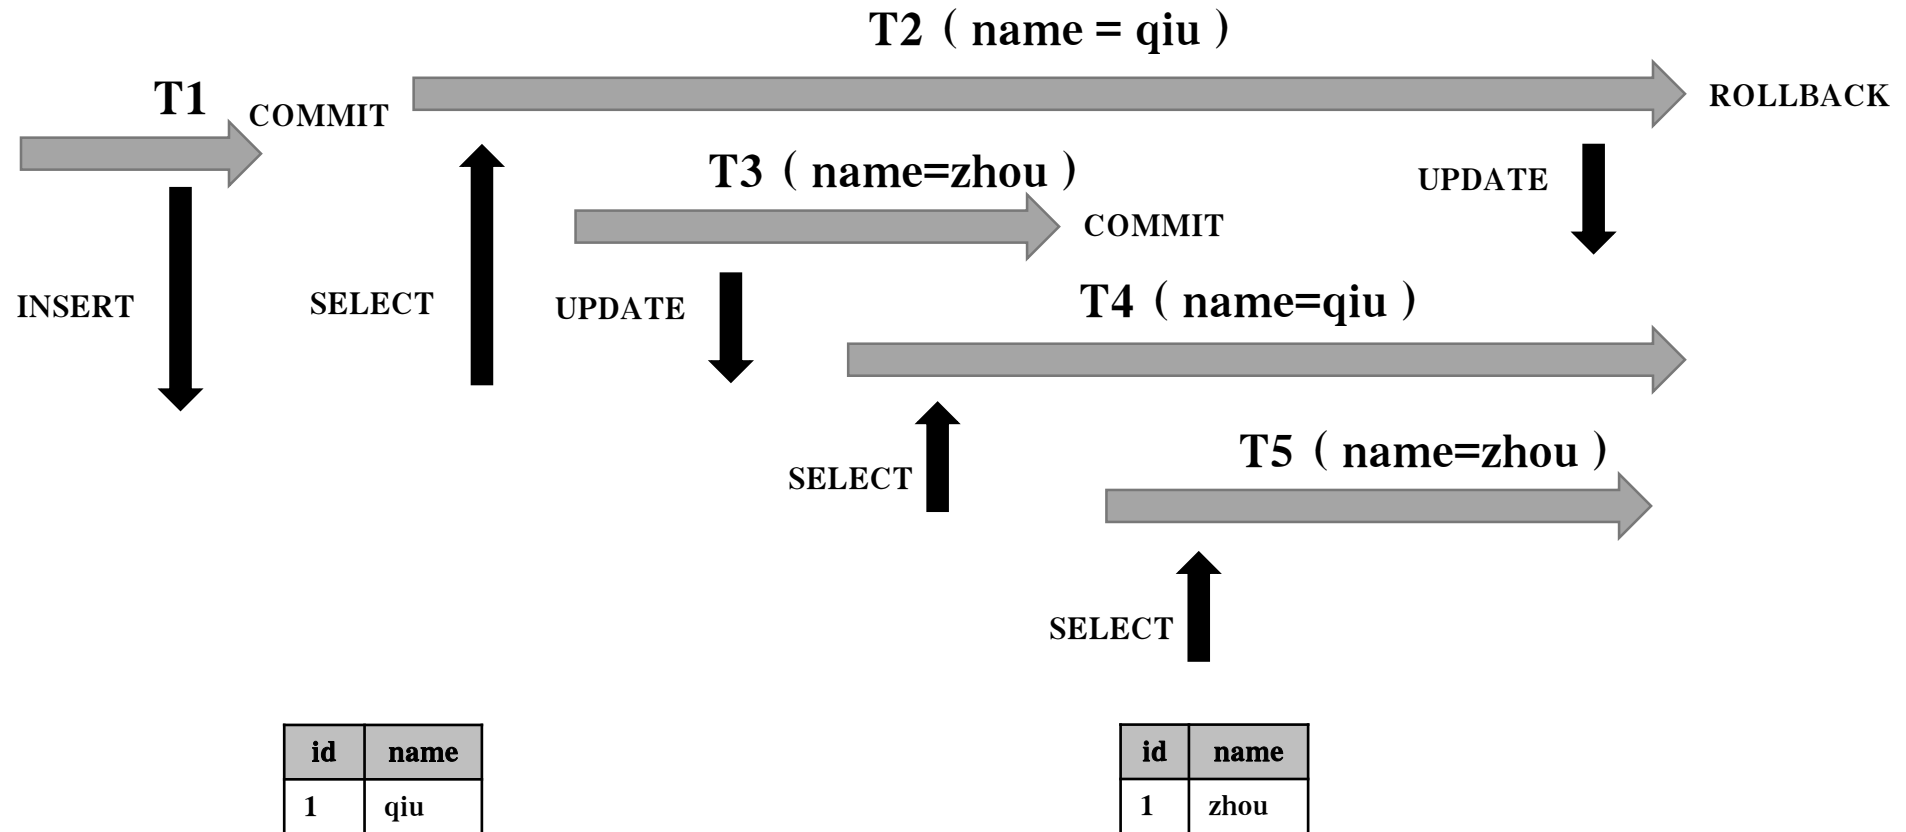 T2 ( name = qiu )
T1
COMMIT
ROLLBACK
T3 ( name=zhou )
UPDATE
COMMIT
INSERT
SELECT
UPDATE
T4 ( name=qiu )
T5 ( name=zhou )
SELECT
SELECT
id name
1 qiu
id name
1 zhou